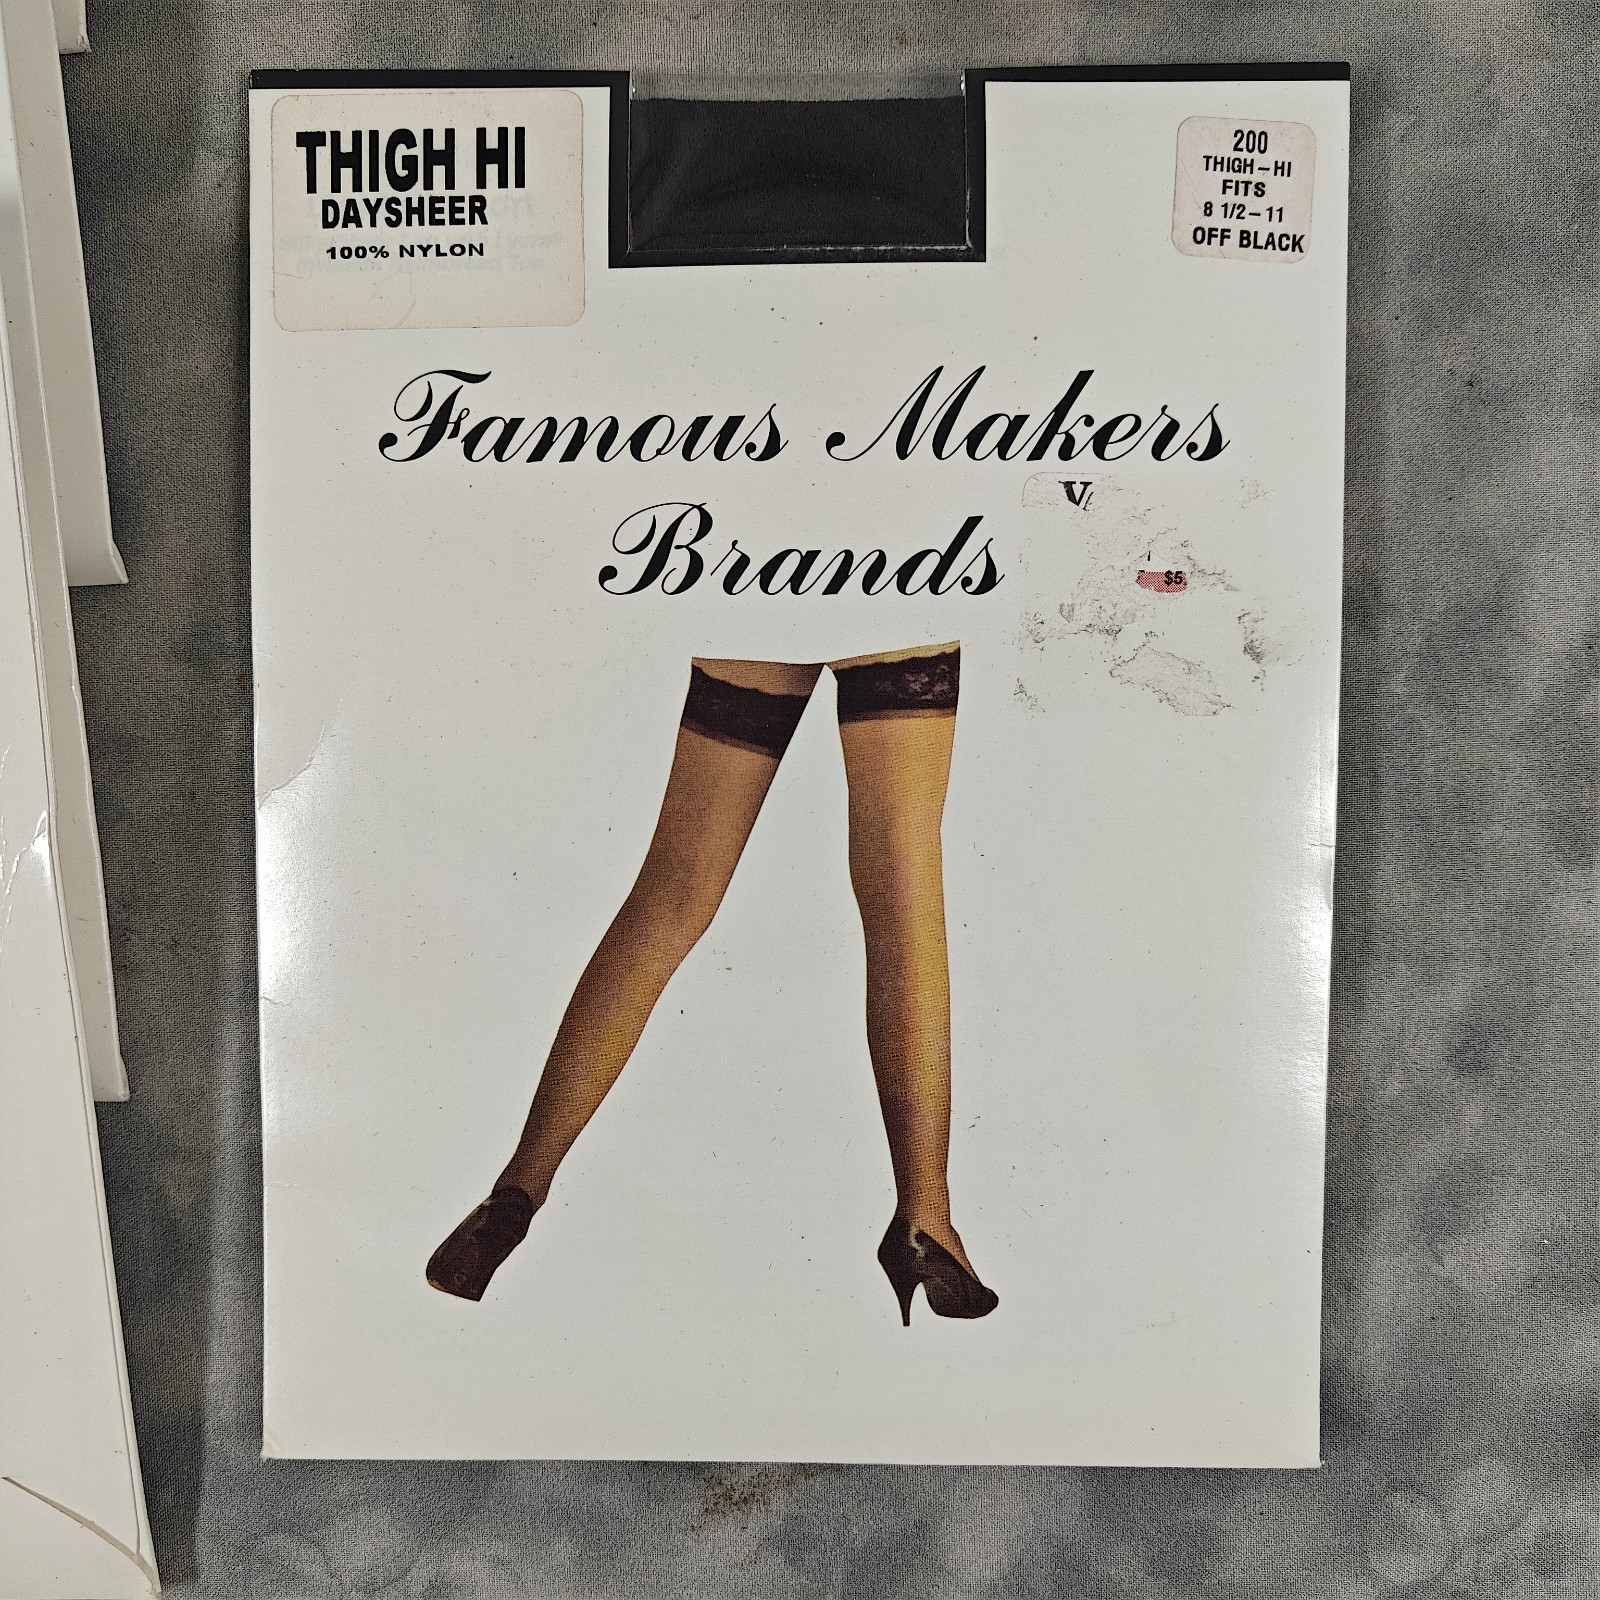 THIGH HI
DAYSHEER
100% NYLON
200
THIGH-HI
FITS
8 1/2-11
OFF BLACK
Famous Makers
Brands
$5